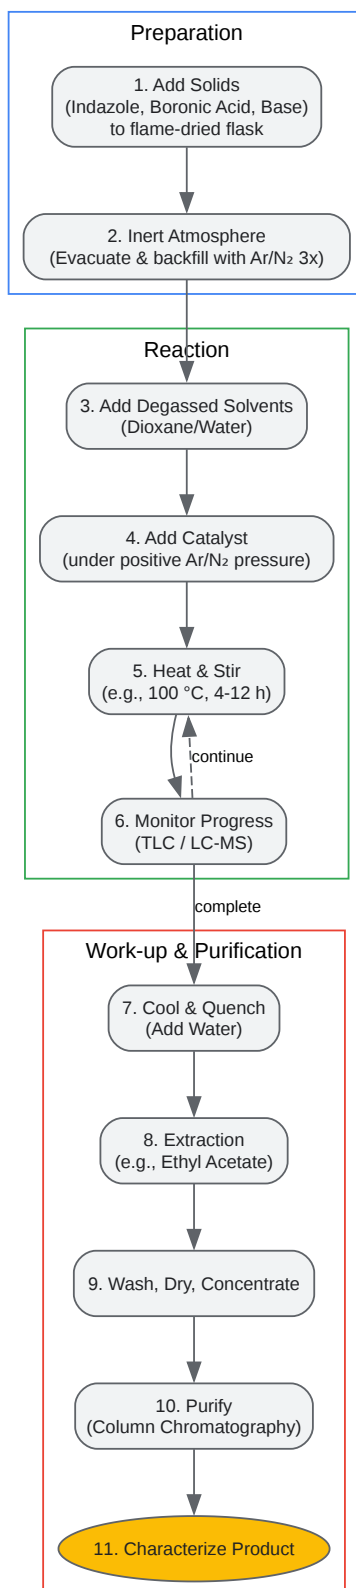 Preparation
1. Add Solids
(Indazole, Boronic Acid, Base)
to flame-dried flask
2. Inert Atmosphere
(Evacuate & backfill with Ar/N₂ 3x)
Reaction
3. Add Degassed Solvents
(Dioxane/Water)
4. Add Catalyst
(under positive Ar/N₂ pressure)
5. Heat & Stir
(e.g., 100 °C, 4-12 h)
continue
6. Monitor Progress
(TLC / LC-MS)
complete
Work-up & Purification
7. Cool & Quench
(Add Water)
8. Extraction
(e.g., Ethyl Acetate)
9. Wash, Dry, Concentrate
10. Purify
(Column Chromatography)
11. Characterize Product